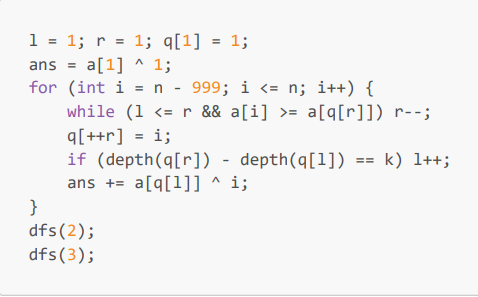 l = 1; r = 1; q[1] = 1;
ans = a[1] ^ 1;
for (int i = n - 999; i <= n; i++) {
    while (l <= r && a[i] >= a[q[r]]) r--;
    q[++r] = i;
    if (depth(q[r]) - depth(q[l]) == k) l++;
    ans += a[q[l]] ^ i;
}
dfs(2);
dfs(3);